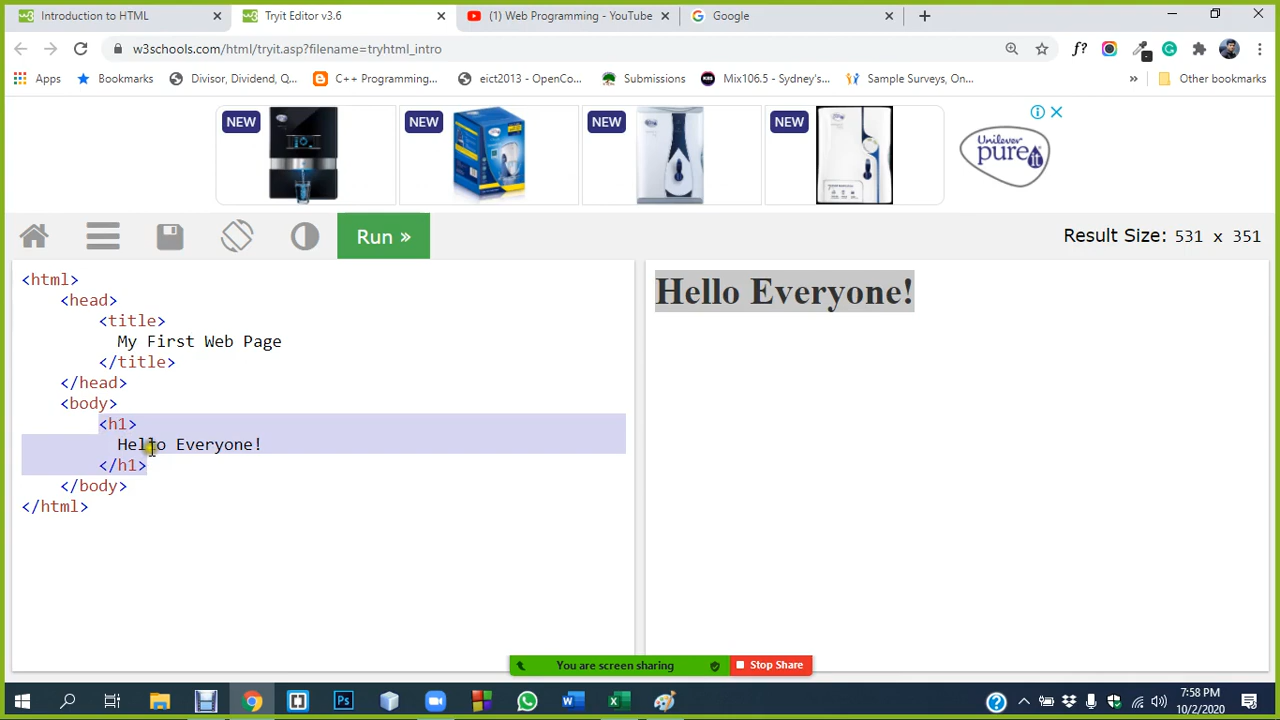 Introduction to HTML
Tryit Editor v3.6
(1) Web Programming - YouTube
Google
w3schools.com/html/tryit.asp?filename=tryhtml_intro
f?
Apps
Bookmarks
Divisor, Dividend, Q...
C++ Programming...
eict2013 - OpenCo...
Submissions
Mix106.5 - Sydney's...
Sample Surveys, On...
»
Other bookmarks
NEW
NEW
NEW
NEW
Unilever
pureit
Run »
Result Size: 531 x 351
<html>
<head>
<title>
My First Web Page
</title>
</head>
<body>
<h1>
Hello Everyone!
</h1>
</body>
</html>
Hello Everyone!
You are screen sharing
Stop Share
7:58 PM
10/2/2020